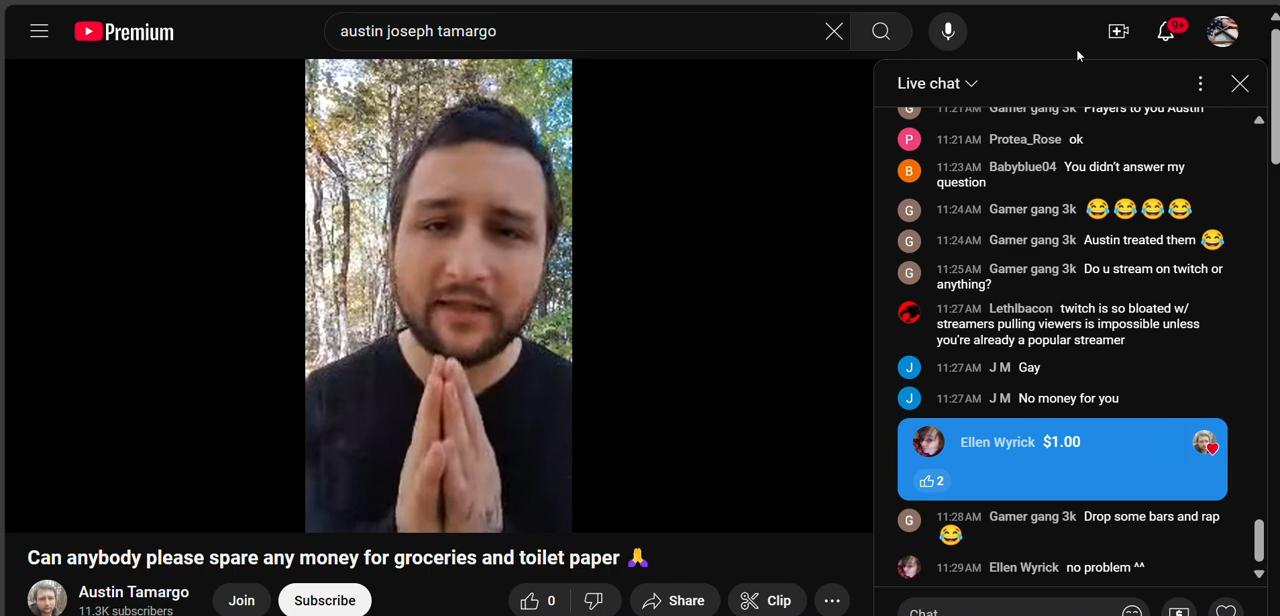 Premium
austin joseph tamargo
9+
Live chat
G 11:21 AM Gamer gang 3k Prayers to you Austin
P 11:21 AM Protea_Rose ok
B 11:23 AM Babyblue04 You didn't answer my
question
G 11:24 AM Gamer gang 3k 😂😂😂😂
G 11:24 AM Gamer gang 3k Austin treated them 😂
G 11:25 AM Gamer gang 3k Do u stream on twitch or
anything?
11:27 AM Lethlbacon twitch is so bloated w/
streamers pulling viewers is impossible unless
you're already a popular streamer
J 11:27 AM J M Gay
J 11:27 AM J M No money for you
Ellen Wyrick $1.00
2
G 11:28 AM Gamer gang 3k Drop some bars and rap
😂
11:29 AM Ellen Wyrick no problem ^^
Chat
Can anybody please spare any money for groceries and toilet paper 🙏
Austin Tamargo
11.3K subscribers
Join
Subscribe
0
Share
Clip